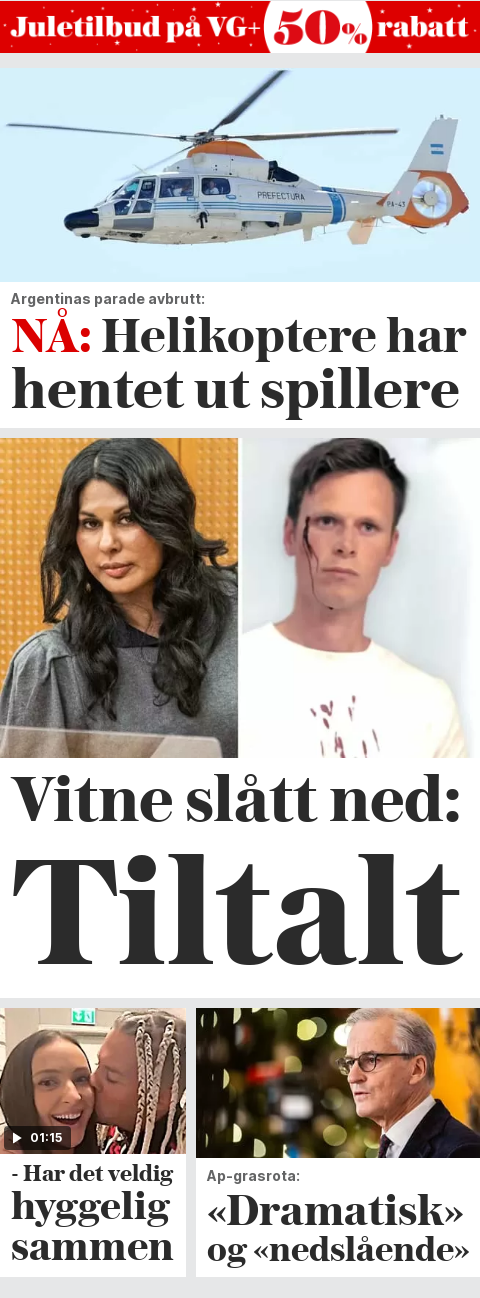 Juletilbud på VG+ 50% rabatt
PREFECTURA
PA-43
Argentinas parade avbrutt:
NÅ: Helikoptere har
hentet ut spillere
Vitne slått ned:
Tiltalt
01:15
- Har det veldig
hyggelig
sammen
Ap-grasrota:
«Dramatisk»
og «nedslående»